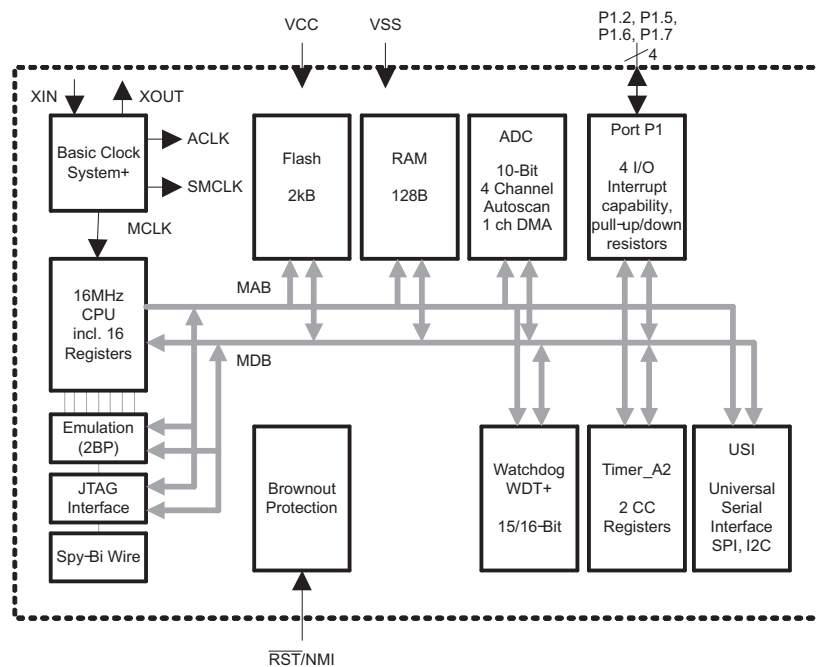 VCC
VSS
P1.2, P1.5,
P1.6, P1.7
4
XIN
XOUT
Basic Clock
System+
ACLK
SMCLK
MCLK
Flash
2kB
RAM
128B
ADC
10-Bit
4 Channel
Autoscan
1 ch DMA
Port P1
4 I/O
Interrupt
capability,
pull-up/down
resistors
16MHz
CPU
incl. 16
Registers
MAB
MDB
Emulation
(2BP)
JTAG
Interface
Spy-Bi Wire
Brownout
Protection
Watchdog
WDT+
15/16-Bit
Timer_A2
2 CC
Registers
USI
Universal
Serial
Interface
SPI, I2C
RST/NMI